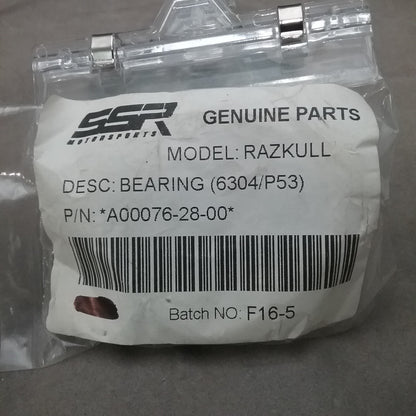 SSR
MOTORSPORTS
GENUINE PARTS
MODEL: RAZKULL
DESC: BEARING (6304/P53)
P/N: *A00076-28-00*
Batch NO: F16-5